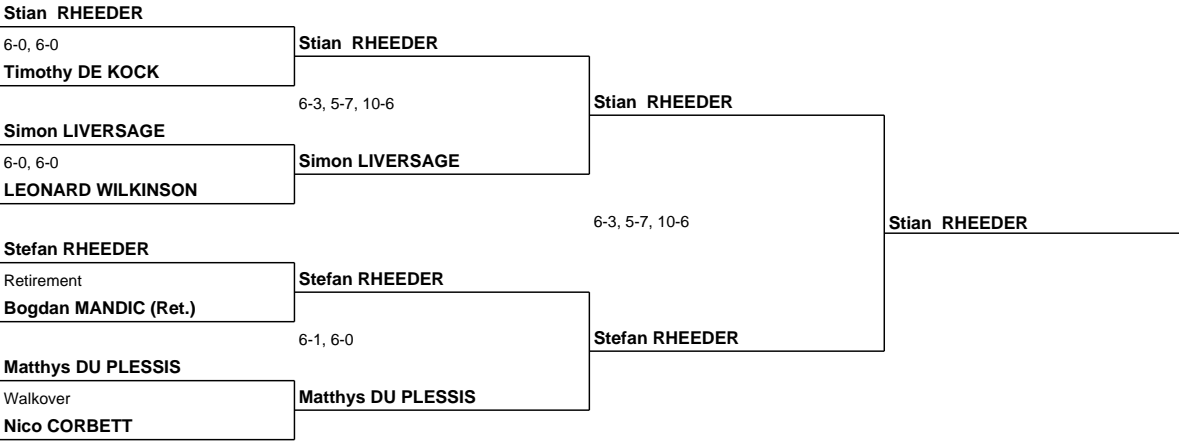 Stian  RHEEDER
6-0, 6-0
Stian  RHEEDER
Timothy DE KOCK
6-3, 5-7, 10-6
Stian  RHEEDER
Simon LIVERSAGE
6-0, 6-0
Simon LIVERSAGE
LEONARD WILKINSON
6-3, 5-7, 10-6
Stian  RHEEDER
Stefan RHEEDER
Retirement
Stefan RHEEDER
Bogdan MANDIC (Ret.)
6-1, 6-0
Stefan RHEEDER
Matthys DU PLESSIS
Walkover
Matthys DU PLESSIS
Nico CORBETT